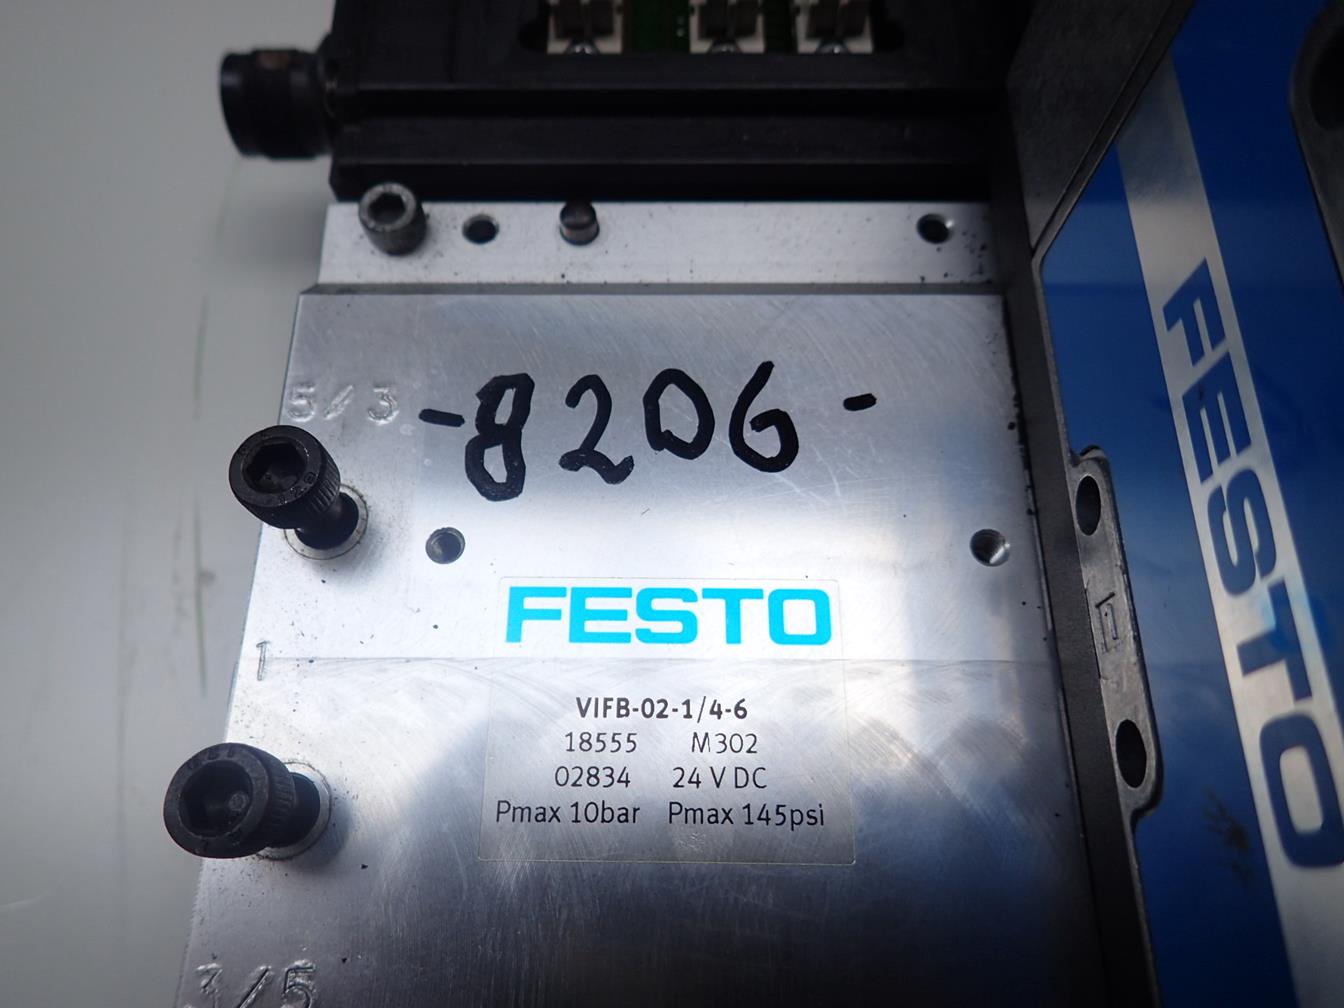 5/3
-8206-
FESTO
1
VIFB-02-1/4-6
18555 M302
02834 24 V DC
Pmax 10bar Pmax 145psi
3/5
FESTO